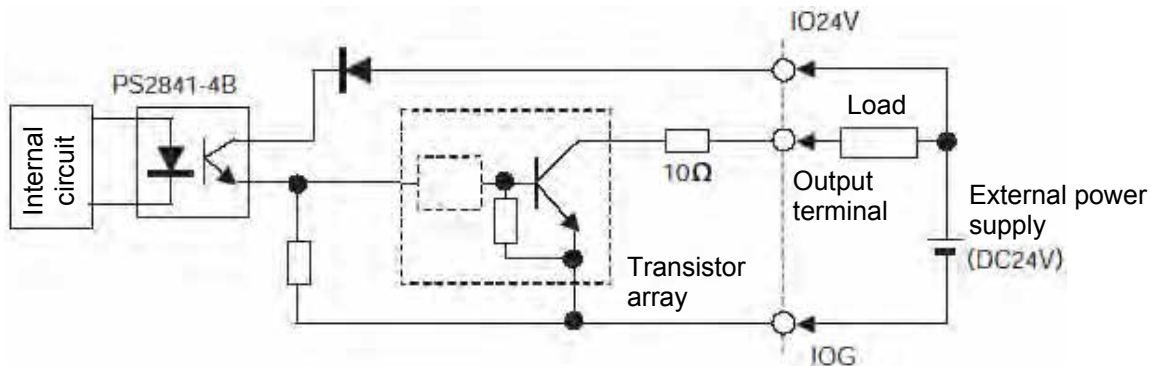 IO24V
PS2841-4B
Load
Internal
circuit
10Ω
Output
terminal
External power
supply
(DC24V)
Transistor
array
IOG